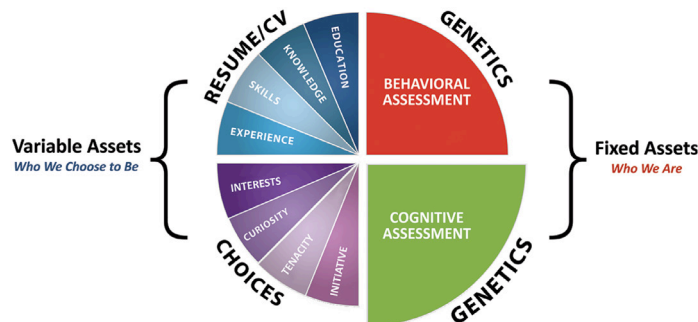 RESUME/CV
EDUCATION
KNOWLEDGE
SKILLS
EXPERIENCE
GENETICS
BEHAVIORAL
ASSESSMENT
Variable Assets
Who We Choose to Be
Fixed Assets
Who We Are
INTERESTS
CURIOSITY
TENACITY
INITIATIVE
CHOICES
COGNITIVE
ASSESSMENT
GENETICS